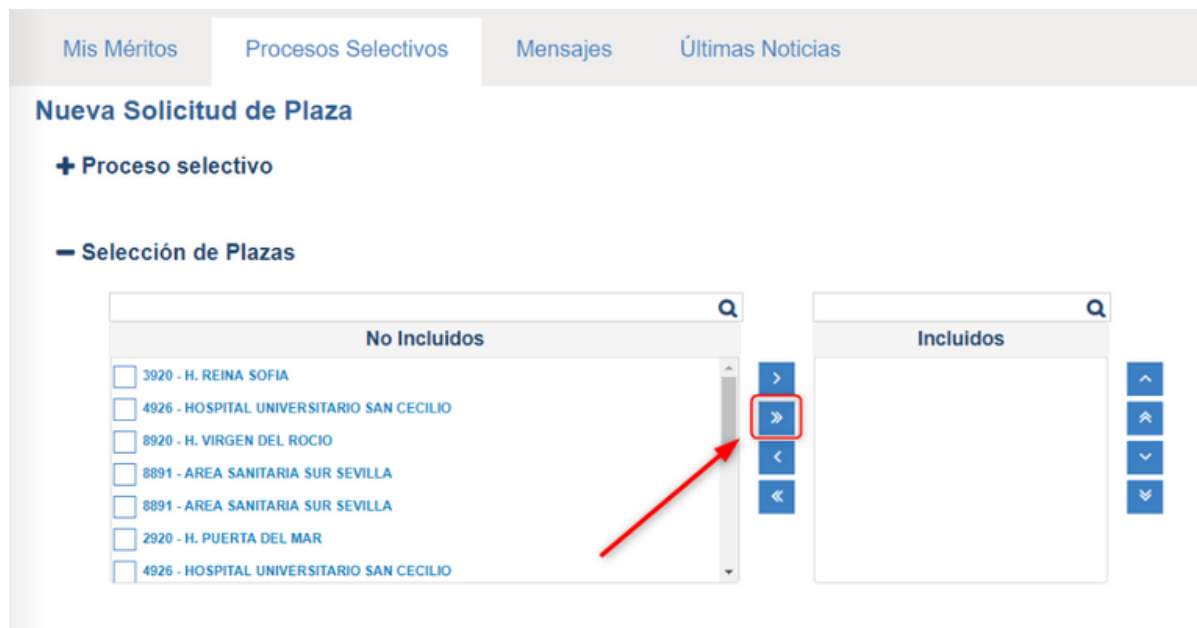 Mis Méritos Procesos Selectivos Mensajes Últimas Noticias
Nueva Solicitud de Plaza
Proceso selectivo
Selección de Plazas
No Incluidos
Incluidos
3920 - H. REINA SOFIA
4926 - HOSPITAL UNIVERSITARIO SAN CECILIO
8920 - H. VIRGEN DEL ROCIO
8891 - AREA SANITARIA SUR SEVILLA
8891 - AREA SANITARIA SUR SEVILLA
2920 - H. PUERTA DEL MAR
4926 - HOSPITAL UNIVERSITARIO SAN CECILIO